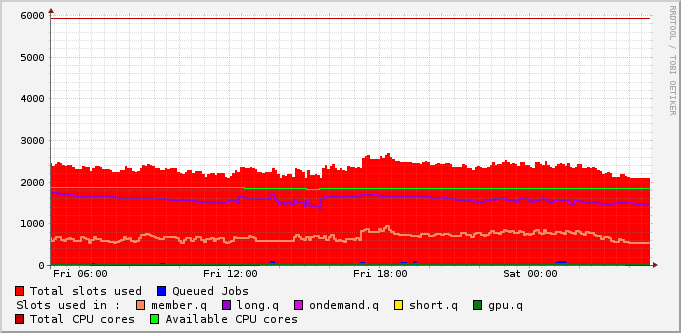 RRDTOOL / TOBI OETIKER
6000
5000
4000
3000
2000
1000
0
Fri 06:00 Fri 12:00 Fri 18:00 Sat 00:00
Total slots used Queued Jobs
Slots used in : member.q long.q ondemand.q short.q gpu.q
Total CPU cores Available CPU cores